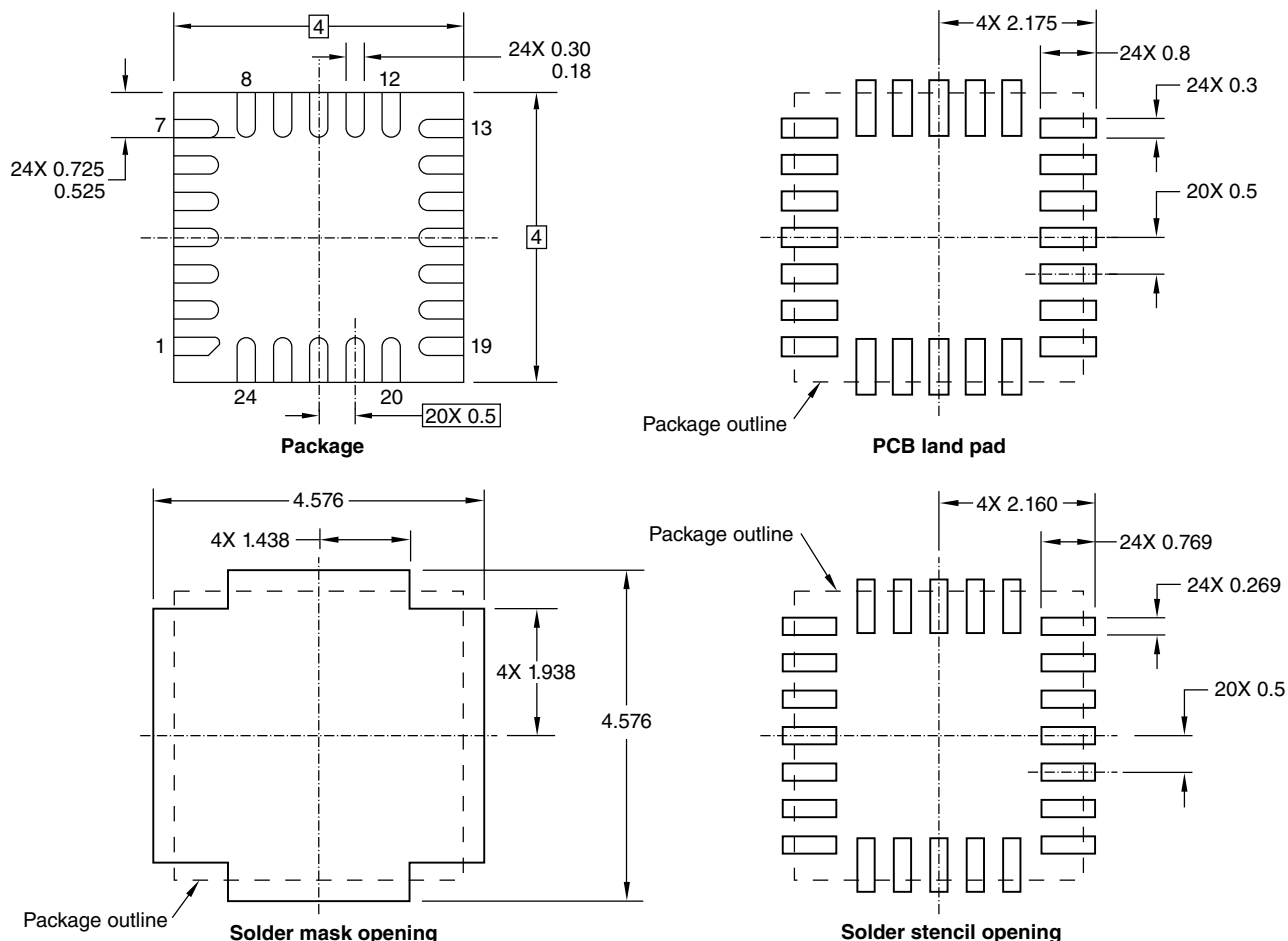 4
24X 0.30
0.18
8
12
7
13
24X 0.725
0.525
4
1
19
24
20
20X 0.5
Package
4X 2.175
24X 0.8
24X 0.3
20X 0.5
Package outline
PCB land pad
4.576
4X 1.438
4X 1.938
4.576
Package outline
Solder mask opening
4X 2.160
Package outline
24X 0.769
24X 0.269
20X 0.5
Solder stencil opening